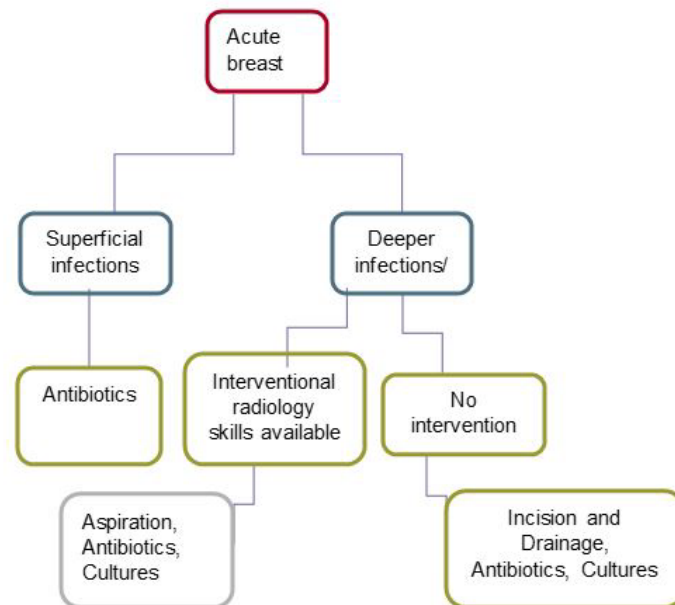 Acute
breast
Superficial
infections
Deeper
infections/
Antibiotics
Interventional
radiology
skills available
No
intervention
Aspiration,
Antibiotics,
Cultures
Incision and
Drainage,
Antibiotics, Cultures